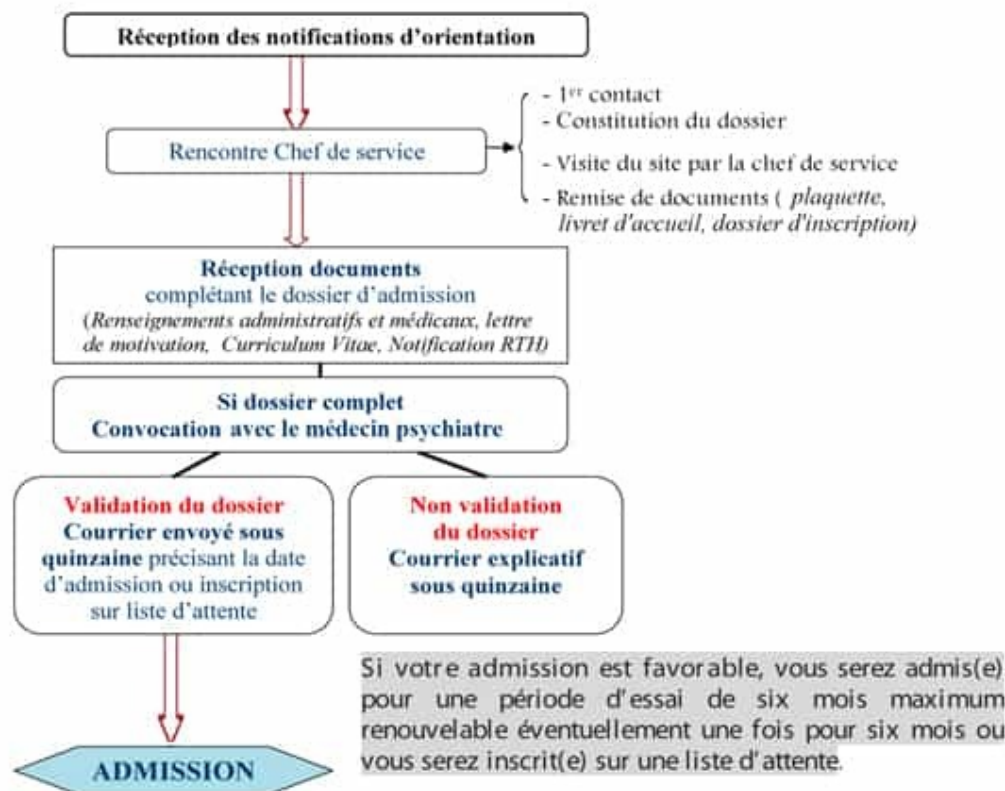 Réception des notifications d'orientation
Rencontre Chef de service
- 1er contact
- Constitution du dossier
- Visite du site par la chef de service
- Remise de documents ( plaquette,
livret d'accueil, dossier d'inscription)
Réception documents
complétant le dossier d'admission
(Renseignements administratifs et médicaux, lettre
de motivation, Curriculum Vitae, Notification RTH)
Si dossier complet
Convocation avec le médecin psychiatre
Validation du dossier
Courrier envoyé sous
quinzaine précisant la date
d'admission ou inscription
sur liste d'attente
Non validation
du dossier
Courrier explicatif
sous quinzaine
Si votre admission est favorable, vous serez admis(e)
pour une période d'essai de six mois maximum
renouvelable éventuellement une fois pour six mois ou
vous serez inscrit(e) sur une liste d'attente.
ADMISSION